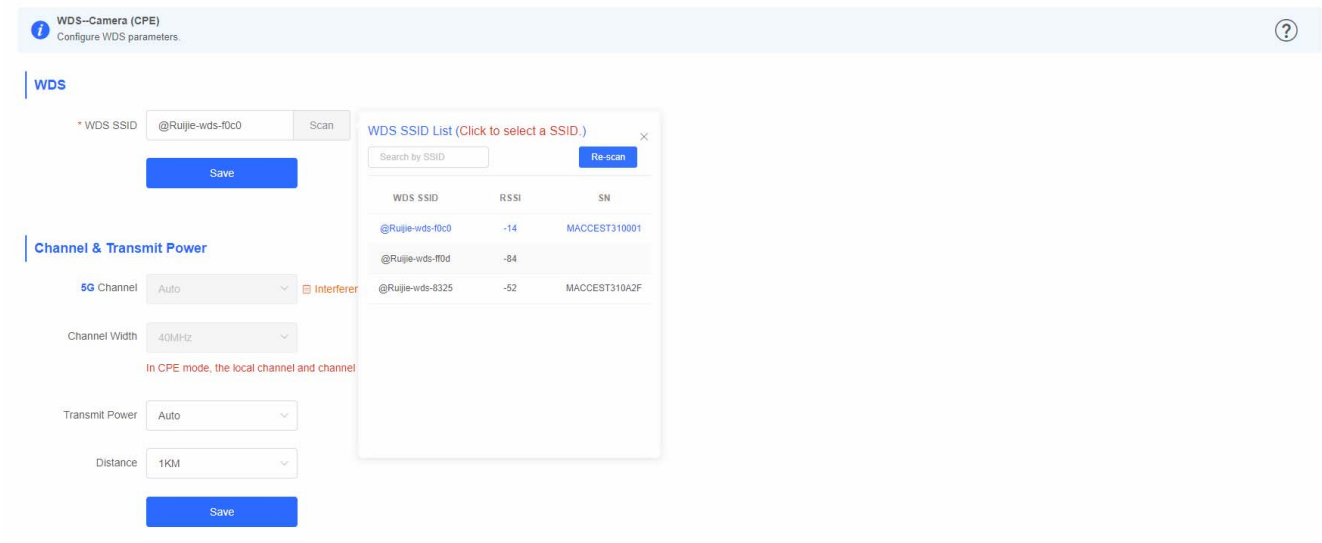 WDS--Camera (CPE)
Configure WDS parameters.
WDS
* WDS SSID @Ruijie-wds-f0c0 Scan
Save
WDS SSID List (Click to select a SSID.)
Search by SSID Re-scan
WDS SSID RSSI SN
@Ruijie-wds-f0c0 -14 MACCEST310001
@Ruijie-wds-ff0d -84
@Ruijie-wds-8325 -52 MACCEST310A2F
Channel & Transmit Power
5G Channel Auto Interferen
Channel Width 40MHz
In CPE mode, the local channel and channel
Transmit Power Auto
Distance 1KM
Save